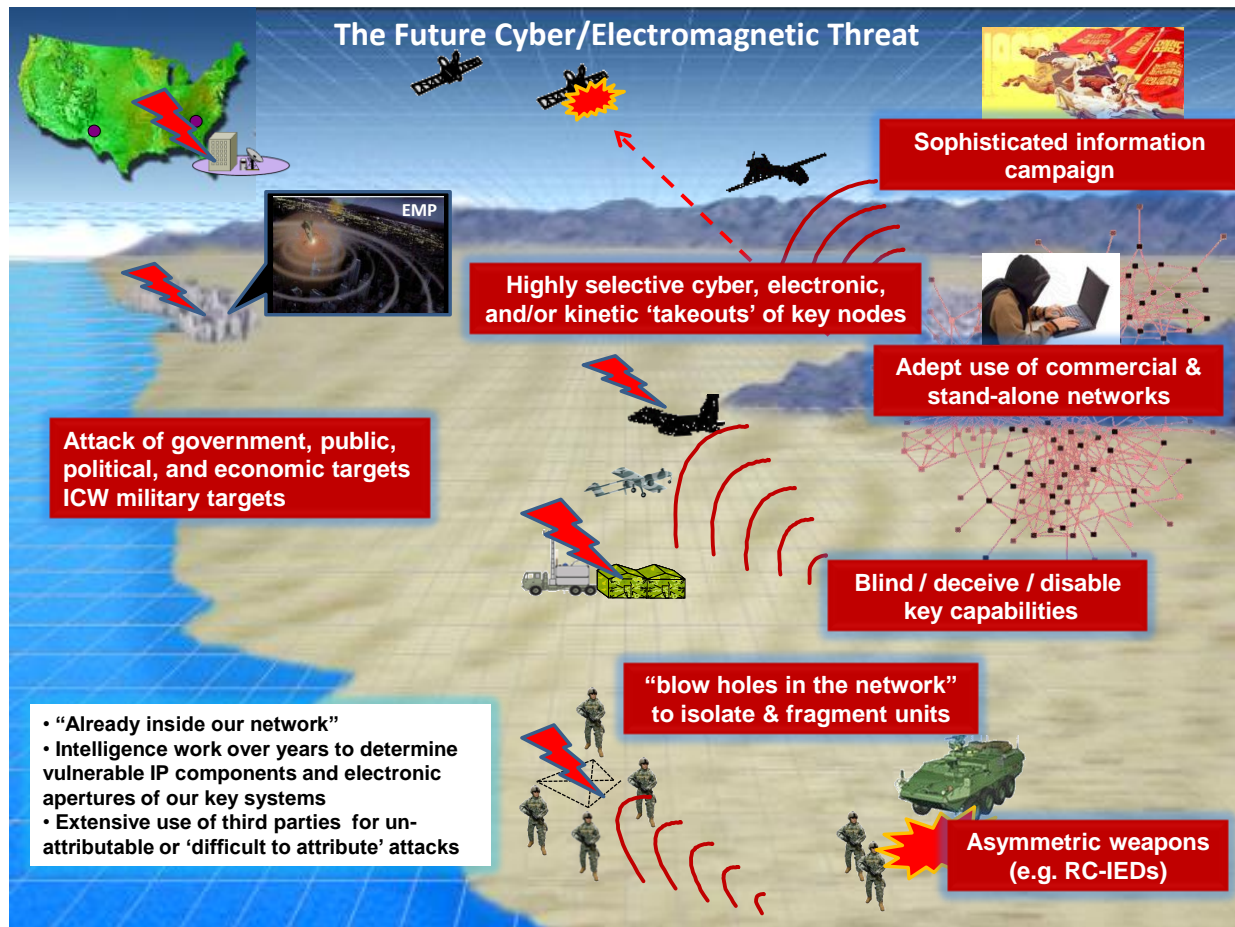 The Future Cyber/Electromagnetic Threat
Sophisticated information
campaign
EMP
Highly selective cyber, electronic,
and/or kinetic ‘takeouts’ of key nodes
Adept use of commercial &
stand-alone networks
Attack of government, public,
political, and economic targets
ICW military targets
Blind / deceive / disable
key capabilities
“blow holes in the network”
to isolate & fragment units
• “Already inside our network”
• Intelligence work over years to determine
vulnerable IP components and electronic
apertures of our key systems
• Extensive use of third parties for un-
attributable or ‘difficult to attribute’ attacks
Asymmetric weapons
(e.g. RC-IEDs)